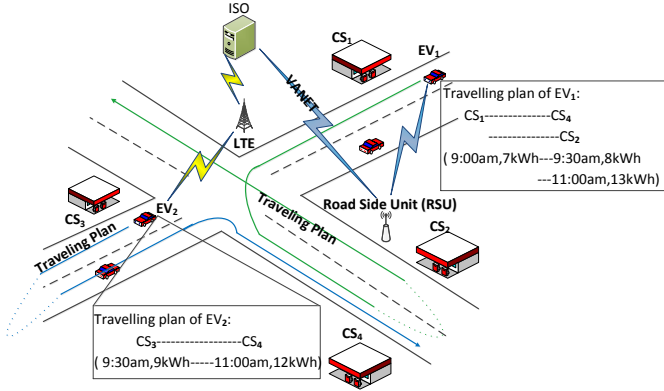 ISO
CS1
EV1
VANET
LTE
Travelling plan of EV1:
CS1---------------CS4
---------------CS2
( 9:00am,7kWh---9:30am,8kWh
---11:00am,13kWh)
CS3
EV2
Traveling Plan
Traveling Plan
Road Side Unit (RSU)
CS2
Travelling plan of EV2:
CS3-------------------CS4
( 9:30am,9kWh-----11:00am,12kWh)
CS4